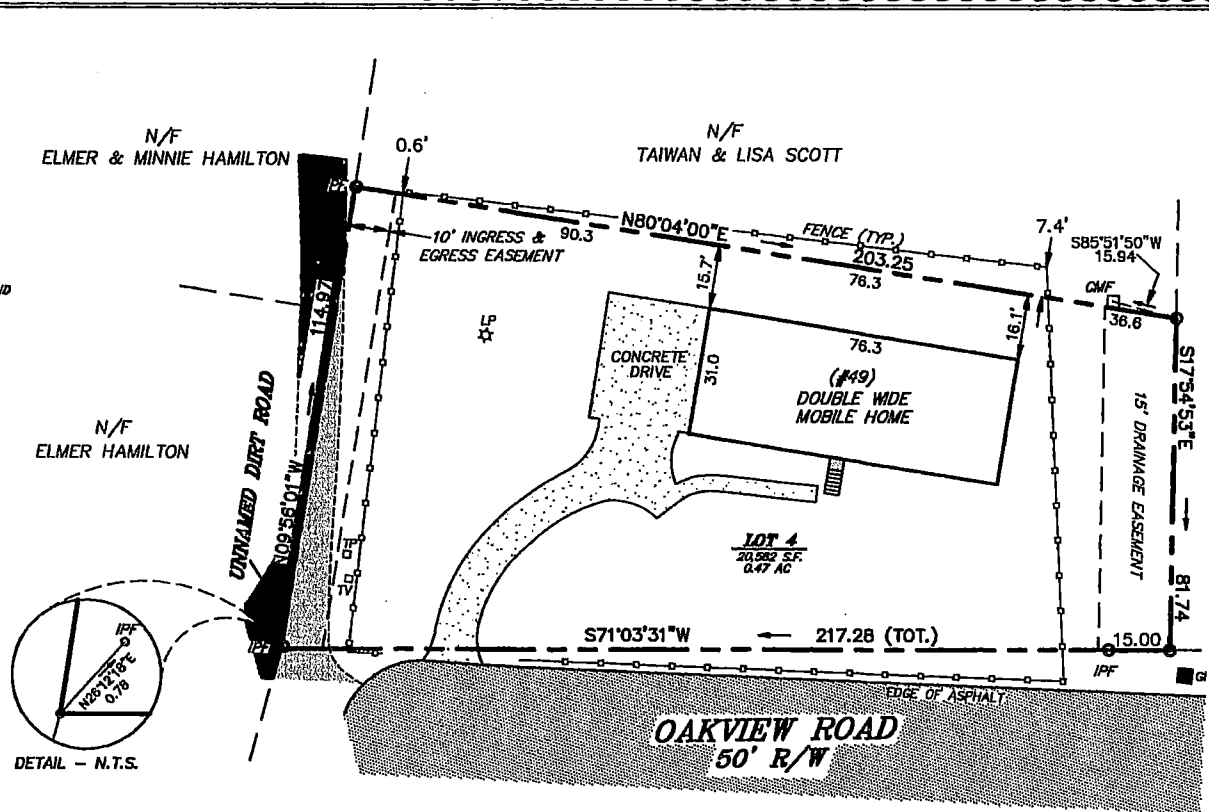 N/F
ELMER & MINNIE HAMILTON
0.6'
N/F
TAIWAN & LISA SCOTT
IPF
10' INGRESS &
EGRESS EASEMENT
90.3
N80°04'00"E
FENCE (TYP.)
203.25
76.3
7.4'
S85°51'50"W
15.94'
CMF
36.6
15.7'
16.1'
114.97
LP
CONCRETE
DRIVE
31.0
76.3
(#49)
DOUBLE WIDE
MOBILE HOME
S17°54'53"E
81.74
15' DRAINAGE EASEMENT
N/F
ELMER HAMILTON
UNNAMED DIRT ROAD
N09°56'01"W
TP
TV
LOT 4
20,582 S.F.
0.47 AC
IPF
S71°03'31"W
217.28 (TOT.)
15.00
IPF
EDGE OF ASPHALT
OAKVIEW ROAD
50' R/W
IPF
N26°12'18"E
0.78
DETAIL - N.T.S.